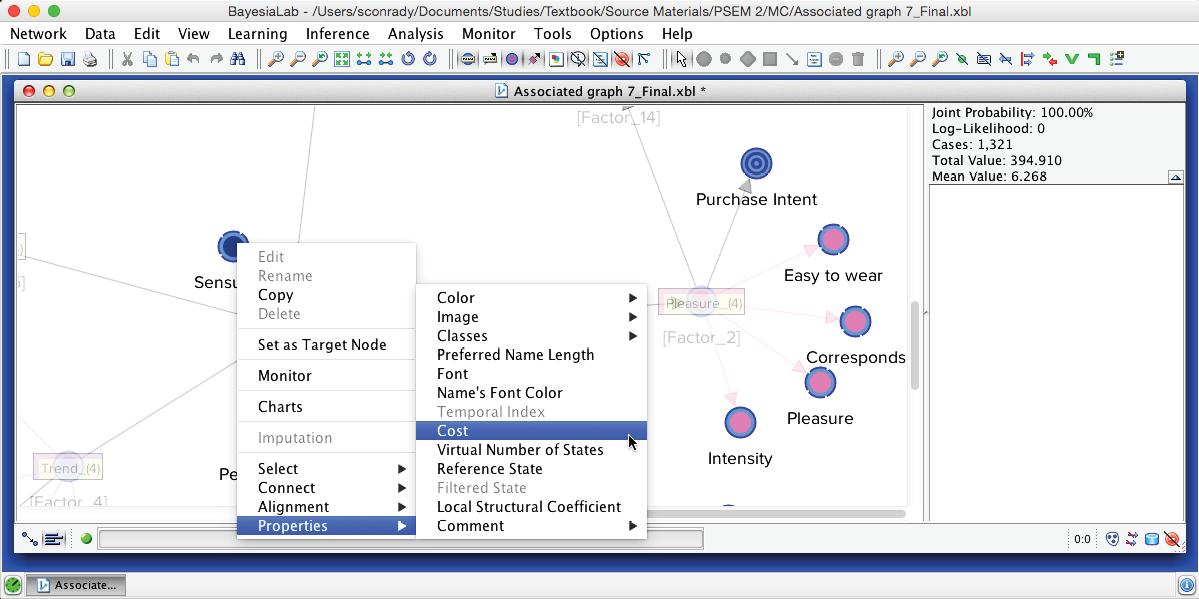 BayesiaLab - /Users/sconrady/Documents/Studies/Textbook/Source Materials/PSEM 2/MC/Associated graph 7_Final.xbl
Network Data Edit View Learning Inference Analysis Monitor Tools Options Help
Associated graph 7_Final.xbl *
[Factor_14]
Purchase Intent
Easy to wear
Pleasure_(4)
[Factor_2]
Corresponds
Pleasure
Intensity
Sensu
Trend_(4)
[Factor_4]
Pe
Edit
Rename
Copy
Delete
Set as Target Node
Monitor
Charts
Imputation
Select
Connect
Alignment
Properties
Color
Image
Classes
Preferred Name Length
Font
Name's Font Color
Temporal Index
Cost
Virtual Number of States
Reference State
Filtered State
Local Structural Coefficient
Comment
Joint Probability: 100.00%
Log-Likelihood: 0
Cases: 1,321
Total Value: 394.910
Mean Value: 6.268
0:0
Associate...